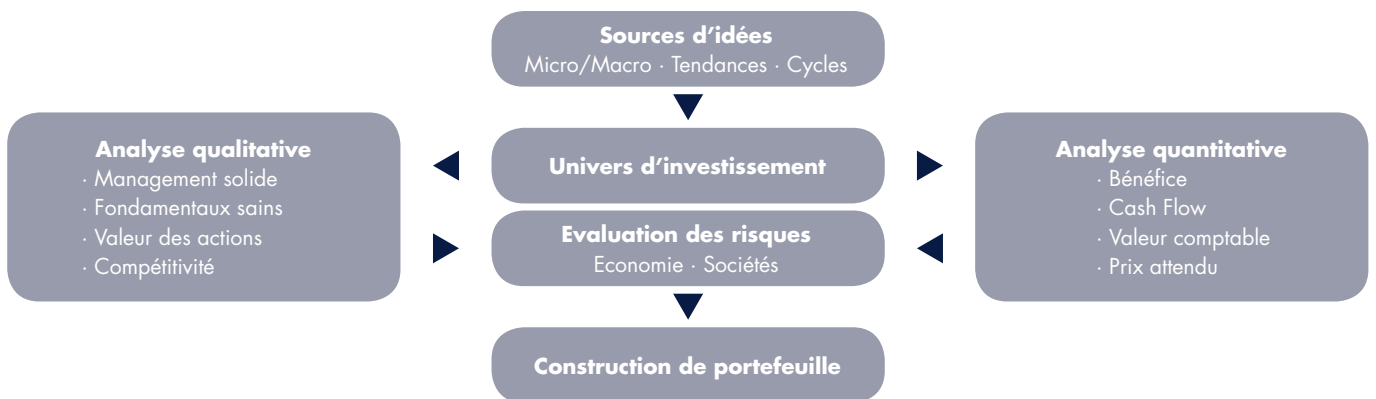 Sources d’idées
Micro/Macro · Tendances · Cycles
Analyse qualitative
· Management solide
· Fondamentaux sains
· Valeur des actions
· Compétitivité
Univers d’investissement
Evaluation des risques
Economie · Sociétés
Analyse quantitative
· Bénéfice
· Cash Flow
· Valeur comptable
· Prix attendu
Construction de portefeuille